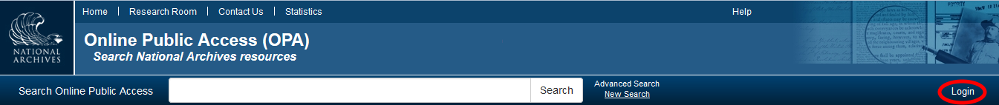 Home | Research Room | Contact Us | Statistics
Help
NATIONAL
ARCHIVES
Online Public Access (OPA)
Search National Archives resources
Search Online Public Access
Search
Advanced Search
New Search
Login